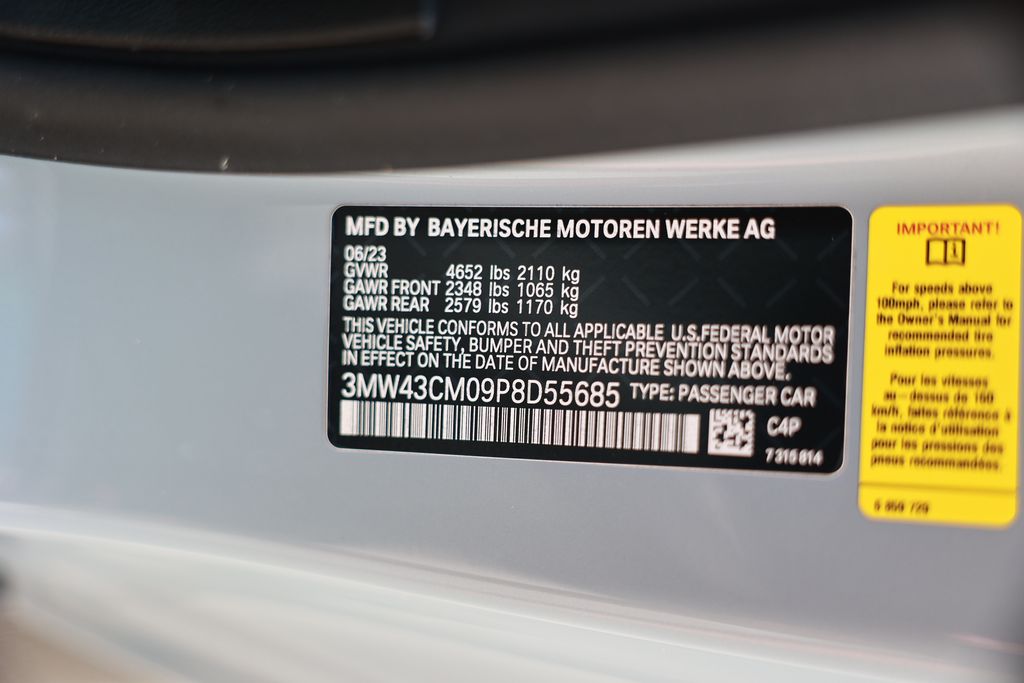 MFD BY BAYERISCHE MOTOREN WERKE AG
06/23
GVWR 4652 lbs 2110 kg
GAWR FRONT 2348 lbs 1065 kg
GAWR REAR 2579 lbs 1170 kg
THIS VEHICLE CONFORMS TO ALL APPLICABLE U.S.FEDERAL MOTOR
VEHICLE SAFETY, BUMPER AND THEFT PREVENTION STANDARDS
IN EFFECT ON THE DATE OF MANUFACTURE SHOWN ABOVE.
3MW43CM09P8D55685 TYPE: PASSENGER CAR
C4P
7315814
IMPORTANT!
For speeds above
100mph, please refer to
the Owner's Manual for
recommended tire
inflation pressures.
Pour les vitesses
au-dessus de 160
km/h, faites référence à
la notice d'utilisation
pour les pressions des
pneus recommandées.